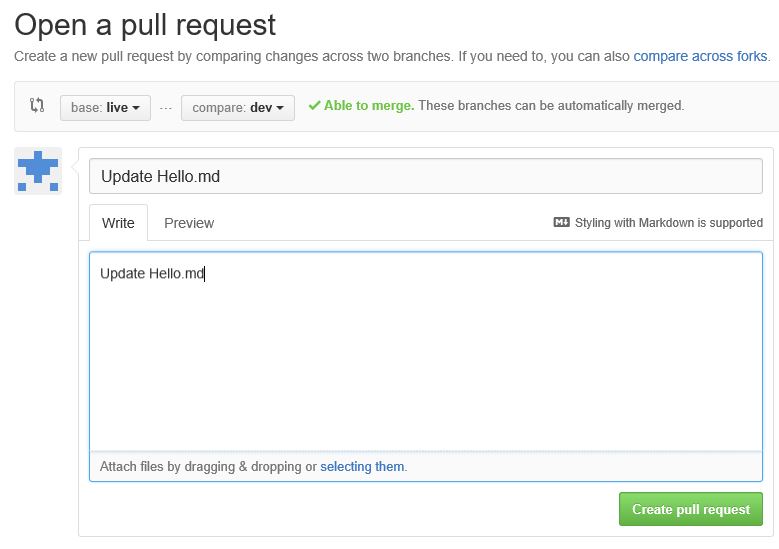 Open a pull request
Create a new pull request by comparing changes across two branches. If you need to, you can also compare across forks.
base: live ... compare: dev ✓ Able to merge. These branches can be automatically merged.
Update Hello.md
Write Preview Styling with Markdown is supported
Update Hello.md
Attach files by dragging & dropping or selecting them.
Create pull request